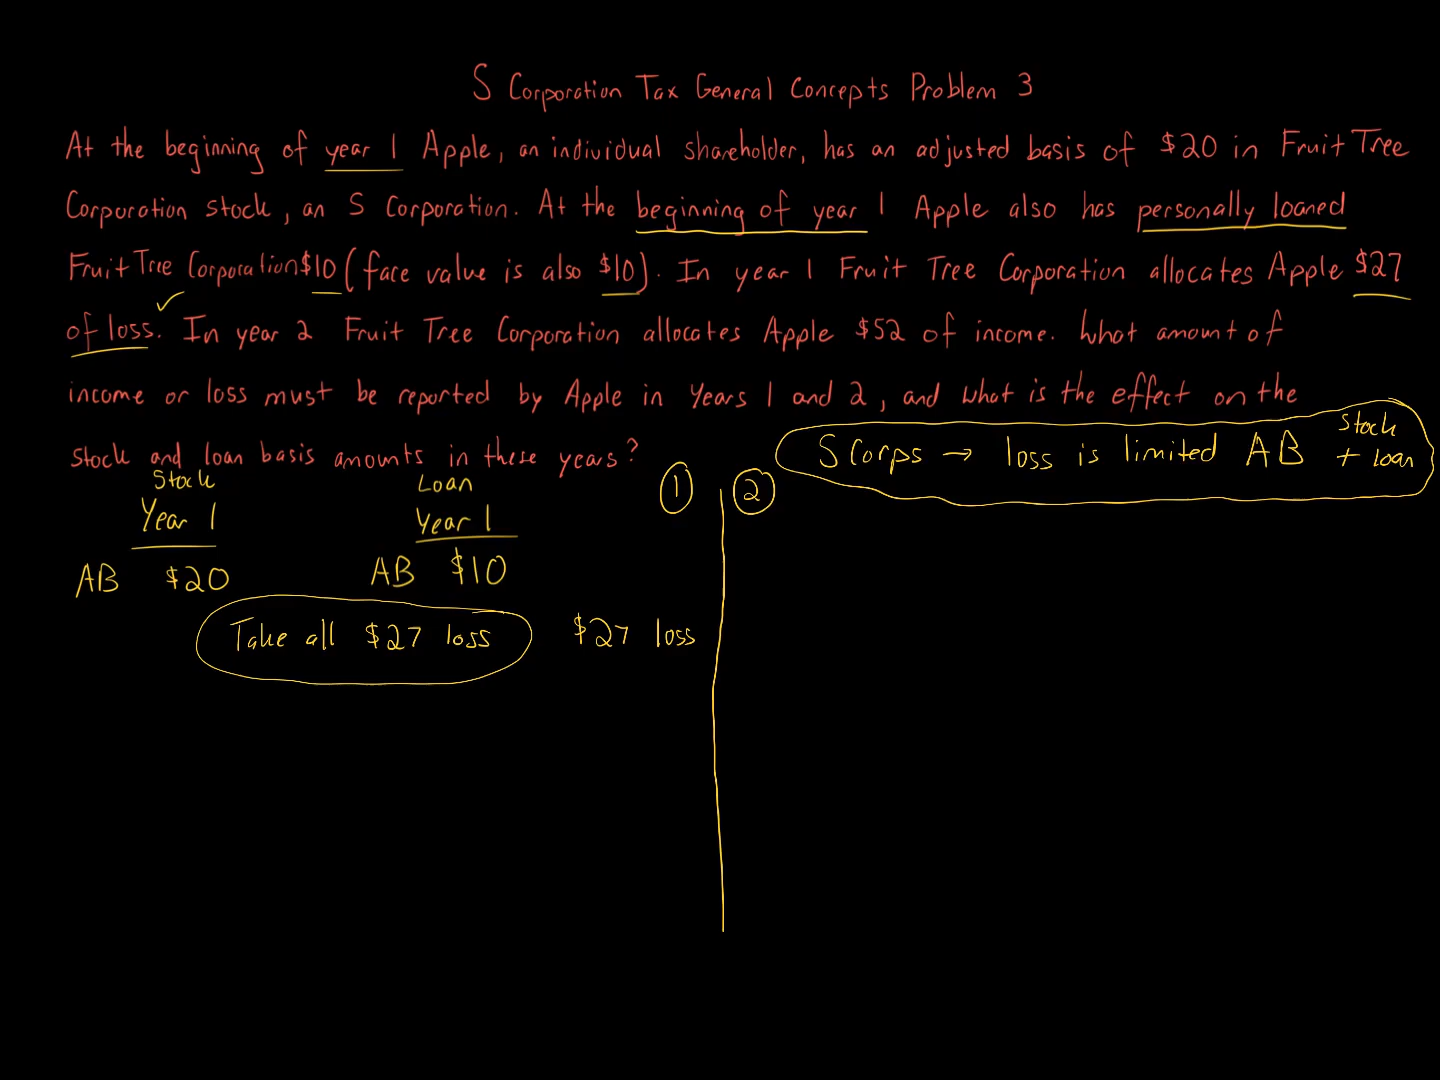 S Corporation Tax General Concepts Problem 3
At the beginning of year 1 Apple, an individual shareholder, has an adjusted basis of $20 in Fruit Tree
Corporation stock, an S Corporation. At the beginning of year 1 Apple also has personally loaned
Fruit Tree Corporation $10 (face value is also $10). In year 1 Fruit Tree Corporation allocates Apple $27
of loss. In year 2 Fruit Tree Corporation allocates Apple $52 of income. What amount of
income or loss must be reported by Apple in Years 1 and 2, and what is the effect on the
stock and loan basis amounts in these years?
S Corps → loss is limited AB stock + loan
Stock Loan ① ②
Year 1 Year 1
AB $20 AB $10
Take all $27 loss $27 loss